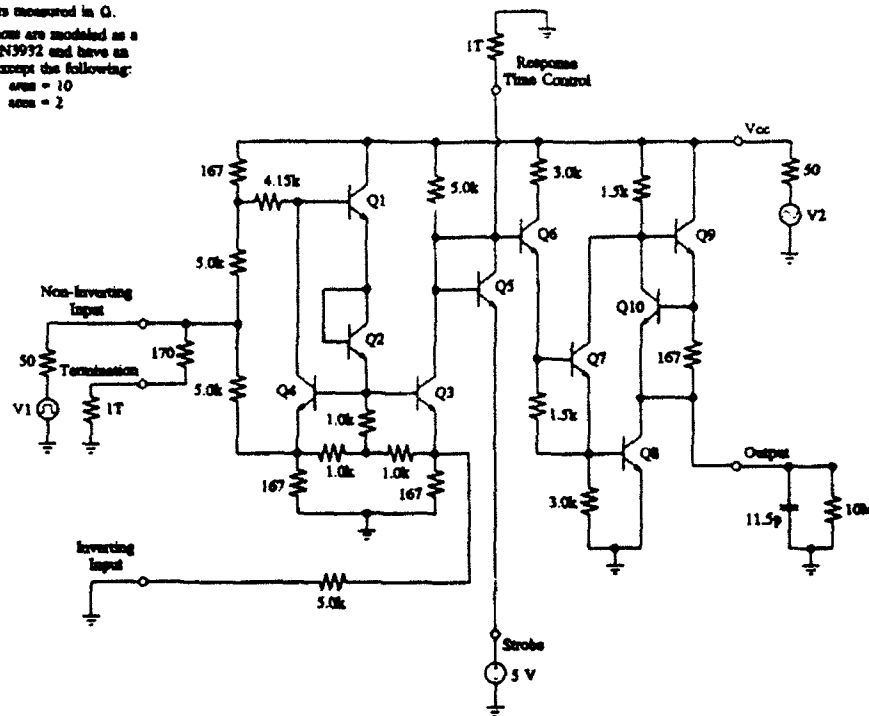 rs measured in Ω.
are modeled as a
2N3932 and have an
except the following:
area = 10
area = 2
1T
Response
Time Control
Vcc
167
4.15k
Q1
5.0k
3.0k
1.5k
50
Q6
Q9
V2
5.0k
Q5
Non-Inverting
Input
Q10
Q2
170
Q7
167
50
Termination
5.0k
Q4
Q3
V1
1T
1.0k
1.5k
1.0k
1.0k
Q8
Output
167
167
3.0k
11.5p
10k
Inverting
Input
5.0k
Strobe
5 V